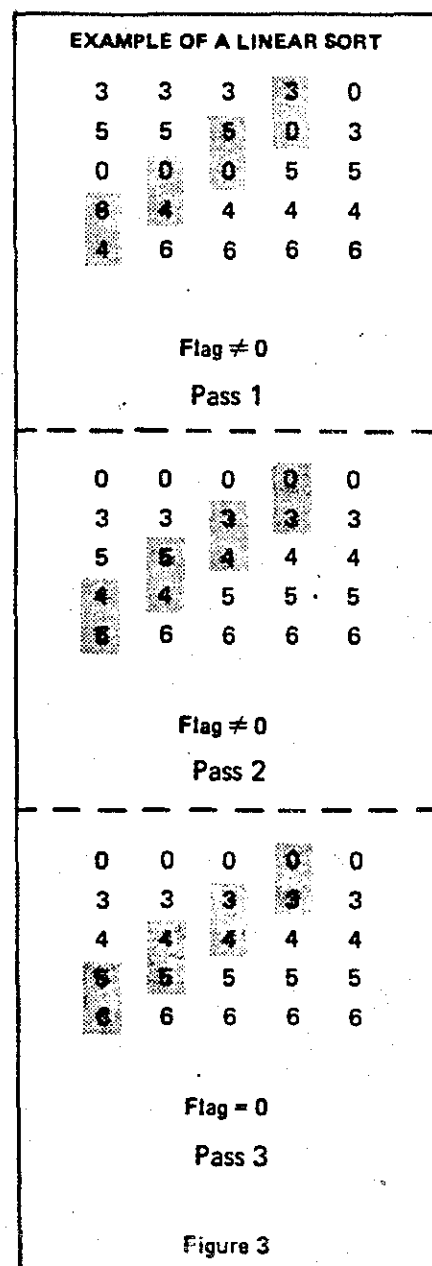 EXAMPLE OF A LINEAR SORT
3 3 3 3 0
5 5 5 0 3
0 0 0 5 5
6 4 4 4 4
4 6 6 6 6
Flag ≠ 0
Pass 1
0 0 0 0 0
3 3 3 3 3
5 5 4 4 4
4 4 5 5 5
6 6 6 6 6
Flag ≠ 0
Pass 2
0 0 0 0 0
3 3 3 3 3
4 4 4 4 4
5 5 5 5 5
6 6 6 6 6
Flag = 0
Pass 3
Figure 3